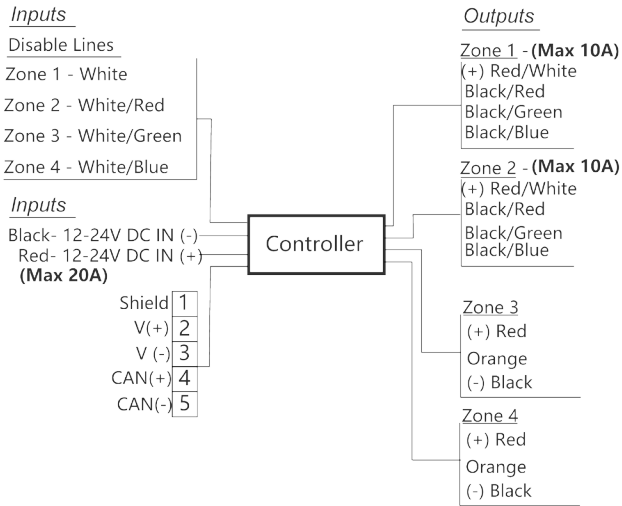 Inputs
Disable Lines
Zone 1 - White
Zone 2 - White/Red
Zone 3 - White/Green
Zone 4 - White/Blue
Inputs
Black- 12-24V DC IN (-)
Red- 12-24V DC IN (+)
(Max 20A)
Shield 1
V(+) 2
V (-) 3
CAN(+) 4
CAN(-) 5
Controller
Outputs
Zone 1 - (Max 10A)
(+) Red/White
Black/Red
Black/Green
Black/Blue
Zone 2 - (Max 10A)
(+) Red/White
Black/Red
Black/Green
Black/Blue
Zone 3
(+) Red
Orange
(-) Black
Zone 4
(+) Red
Orange
(-) Black